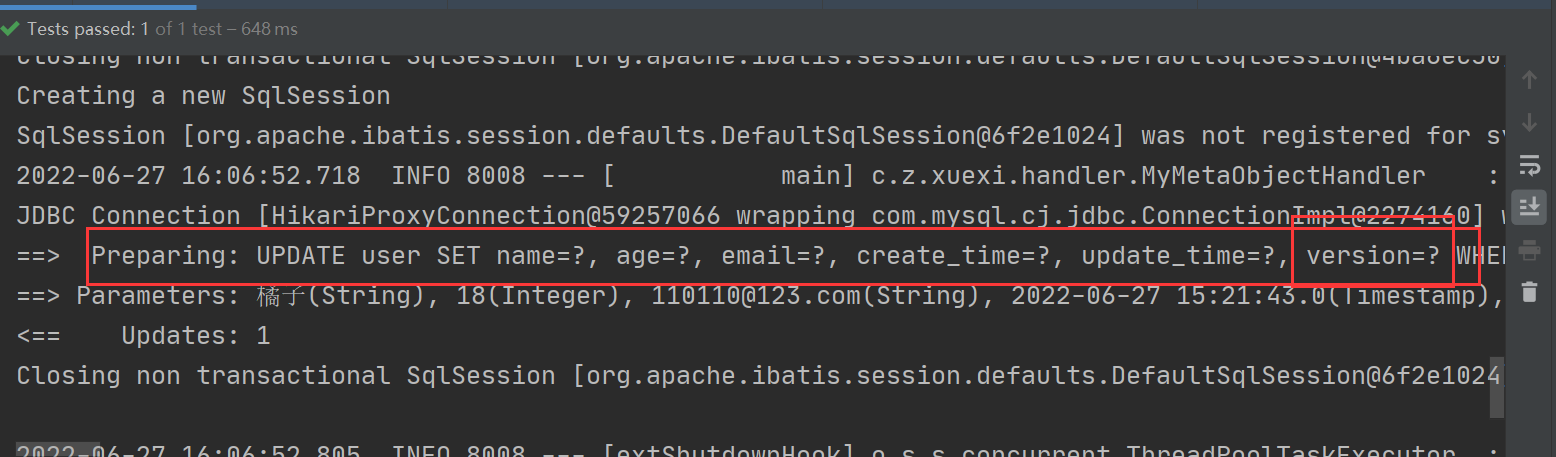 Tests passed: 1 of 1 test – 648 ms
Closing non transactional SqlSession [org.apache.ibatis.session.defaults.DefaultSqlSession@4ba8ec50]
Creating a new SqlSession
SqlSession [org.apache.ibatis.session.defaults.DefaultSqlSession@6f2e1024] was not registered for sy
2022-06-27 16:06:52.718  INFO 8008 --- [           main] c.z.xuexi.handler.MyMetaObjectHandler    :
JDBC Connection [HikariProxyConnection@59257066 wrapping com.mysql.cj.jdbc.ConnectionImpl@2274160] w
==>  Preparing: UPDATE user SET name=?, age=?, email=?, create_time=?, update_time=?, version=? WHER
==> Parameters: 橘子(String), 18(Integer), 110110@123.com(String), 2022-06-27 15:21:43.0(Timestamp),
<==    Updates: 1
Closing non transactional SqlSession [org.apache.ibatis.session.defaults.DefaultSqlSession@6f2e1024
2022-06-27 16:06:52.805  INFO 8008 --- [extShutdownHook] o.s.s.concurrent.ThreadPoolTaskExecutor  :